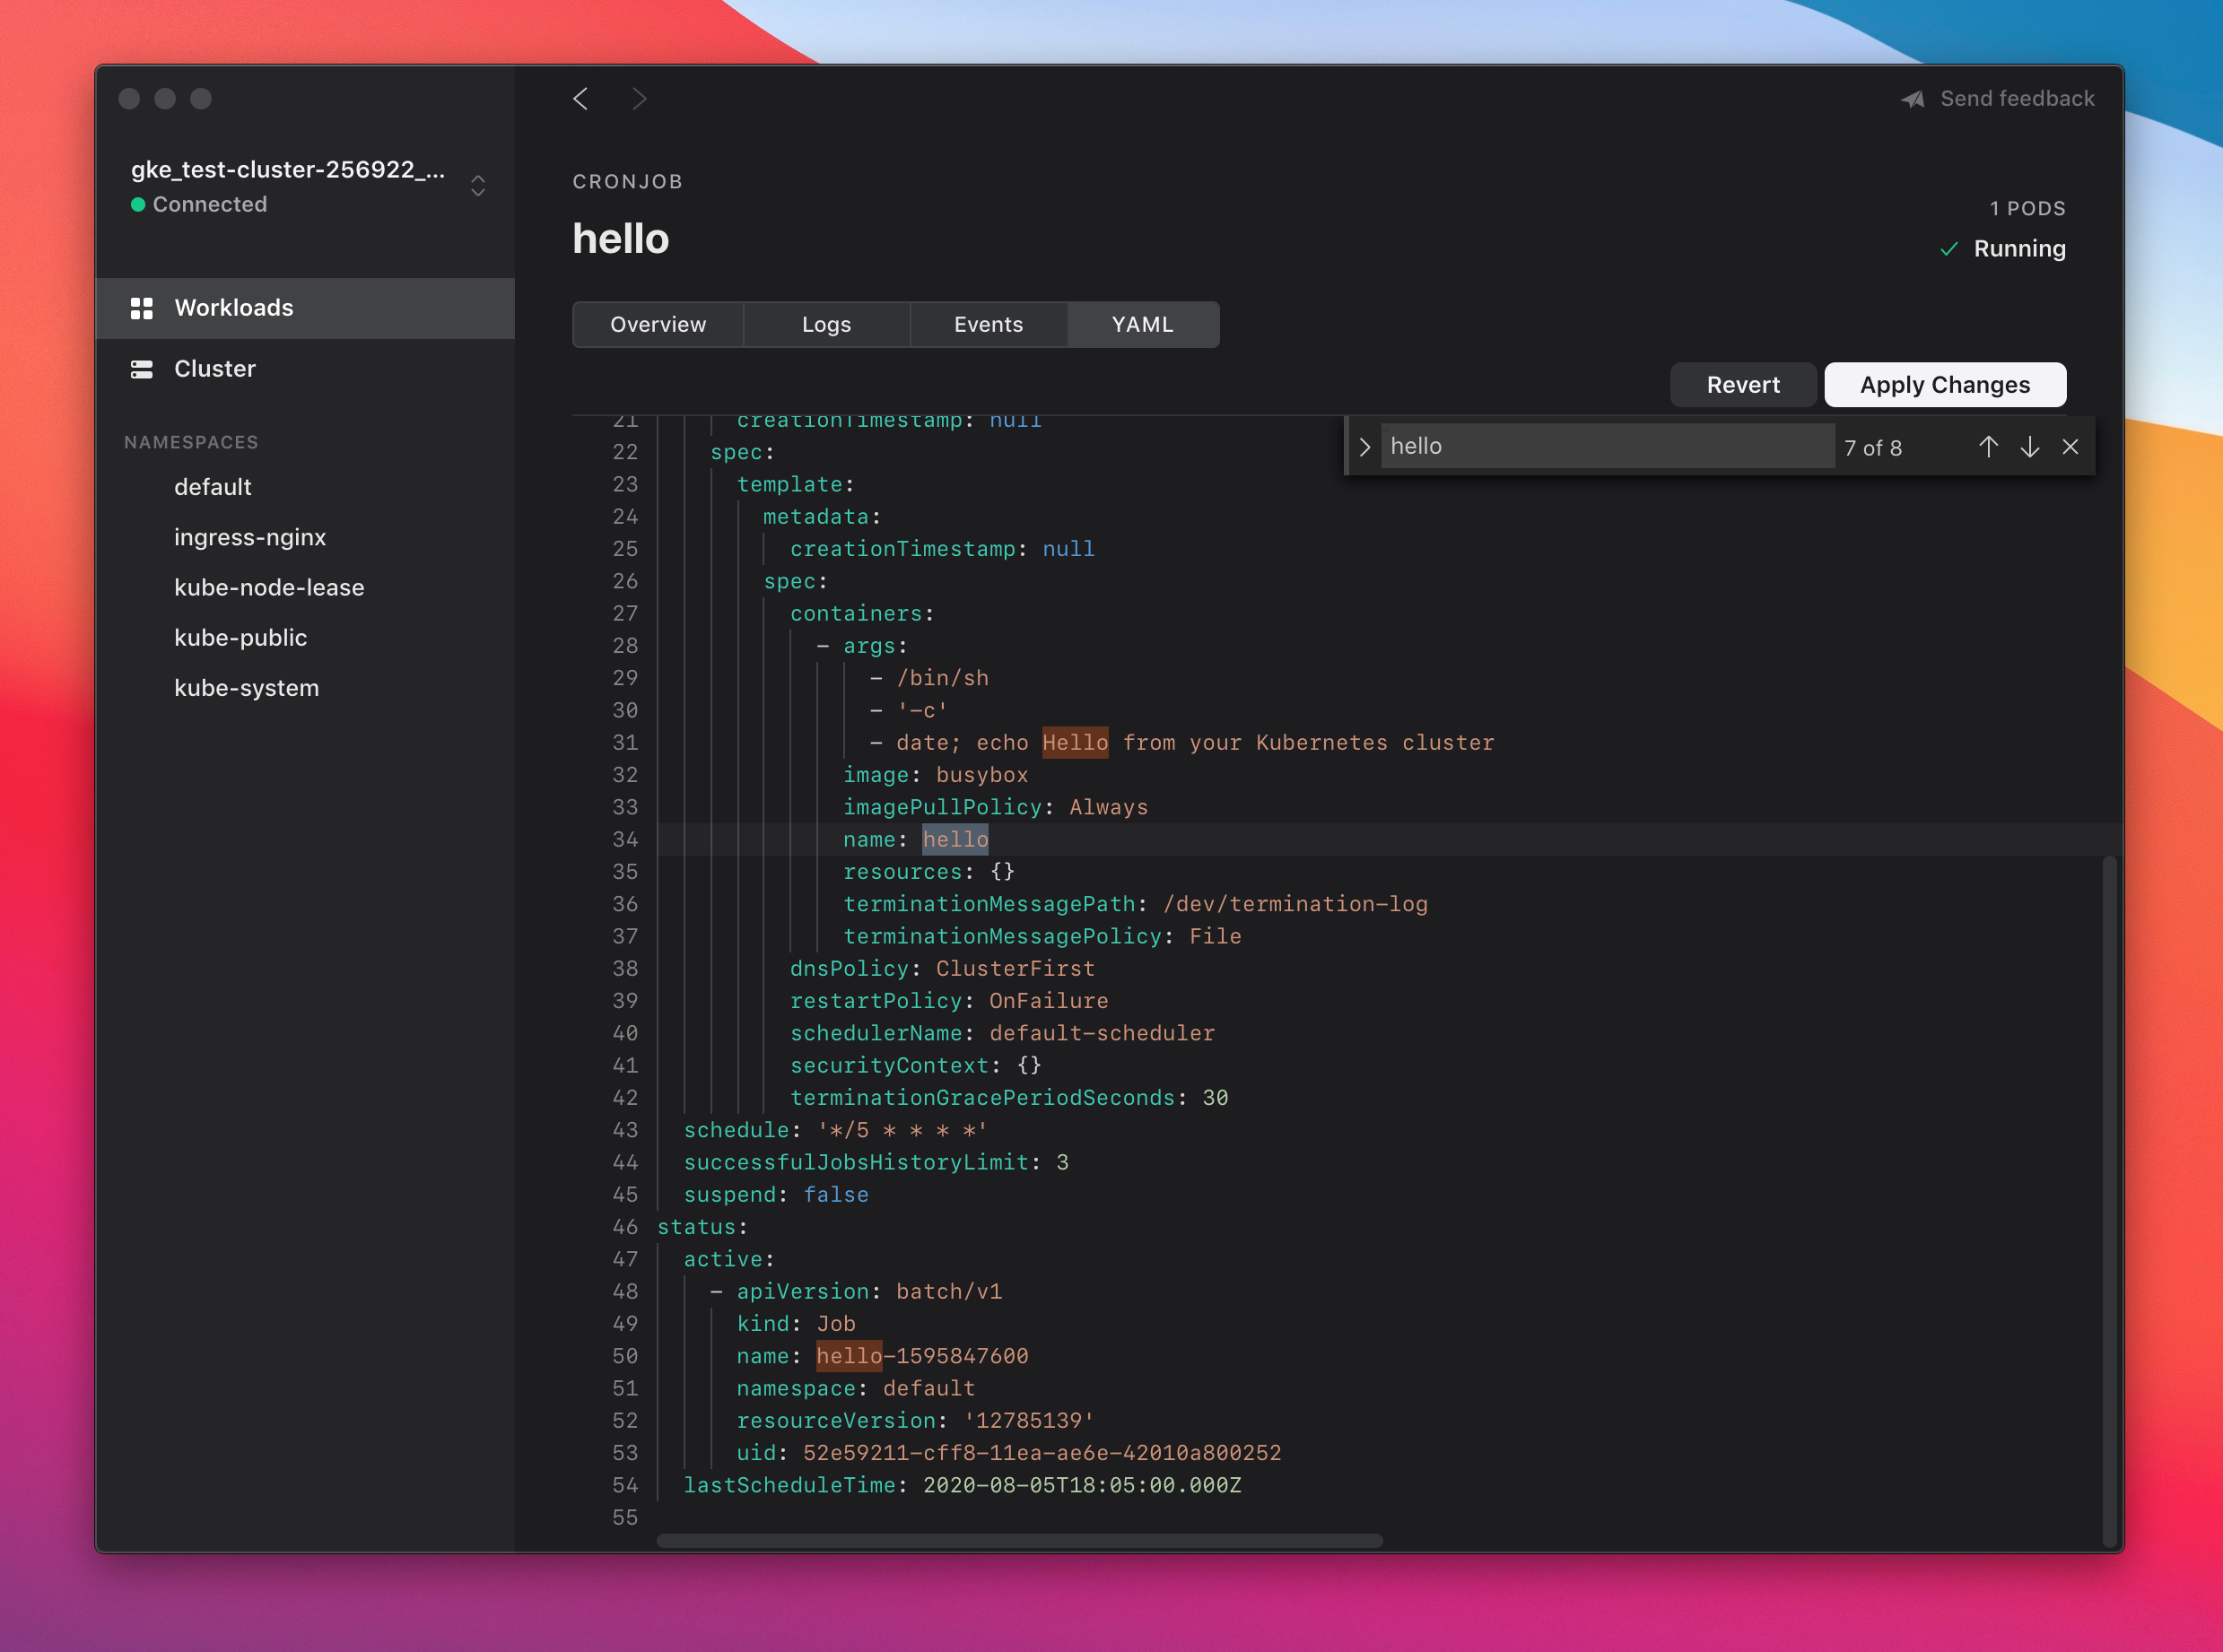 gke_test-cluster-256922_...
Connected
Workloads
Cluster
NAMESPACES
default
ingress-nginx
kube-node-lease
kube-public
kube-system
Send feedback
CRONJOB
hello
1 PODS
Running
Overview Logs Events YAML
Revert Apply Changes
hello 7 of 8
21 creationTimestamp: null
22 spec:
23 template:
24 metadata:
25 creationTimestamp: null
26 spec:
27 containers:
28 - args:
29 - /bin/sh
30 - '-c'
31 - date; echo Hello from your Kubernetes cluster
32 image: busybox
33 imagePullPolicy: Always
34 name: hello
35 resources: {}
36 terminationMessagePath: /dev/termination-log
37 terminationMessagePolicy: File
38 dnsPolicy: ClusterFirst
39 restartPolicy: OnFailure
40 schedulerName: default-scheduler
41 securityContext: {}
42 terminationGracePeriodSeconds: 30
43 schedule: '*/5 * * * *'
44 successfulJobsHistoryLimit: 3
45 suspend: false
46 status:
47 active:
48 - apiVersion: batch/v1
49 kind: Job
50 name: hello-1595847600
51 namespace: default
52 resourceVersion: '12785139'
53 uid: 52e59211-cff8-11ea-ae6e-42010a800252
54 lastScheduleTime: 2020-08-05T18:05:00.000Z
55